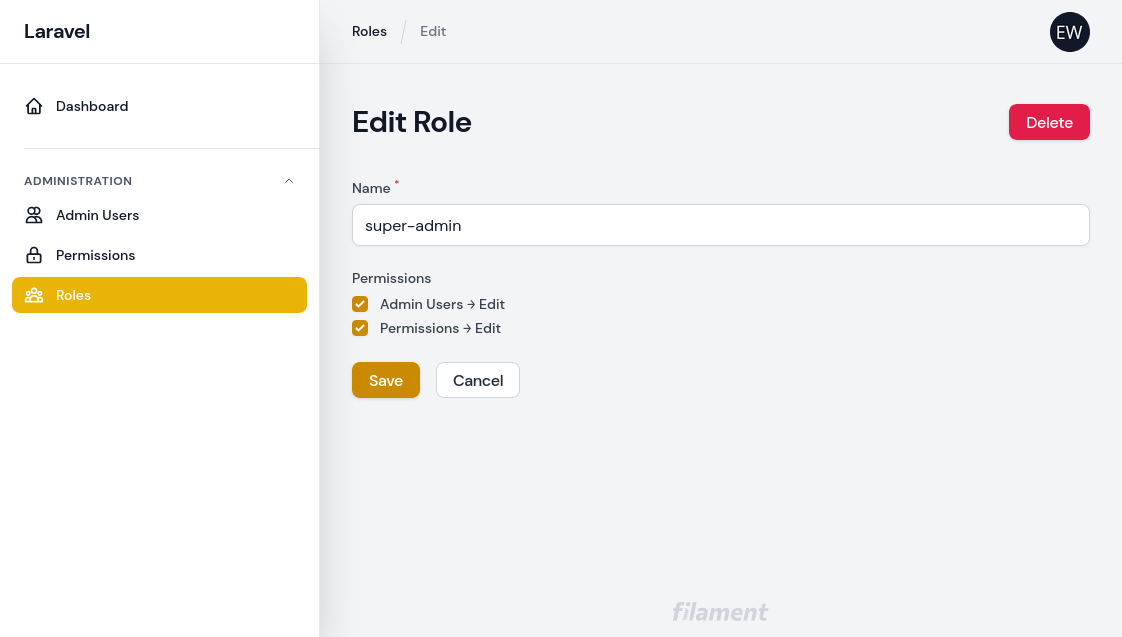 Laravel
Roles / Edit
EW
Dashboard
ADMINISTRATION
Admin Users
Permissions
Roles
Edit Role
Delete
Name *
super-admin
Permissions
Admin Users → Edit
Permissions → Edit
Save
Cancel
filament